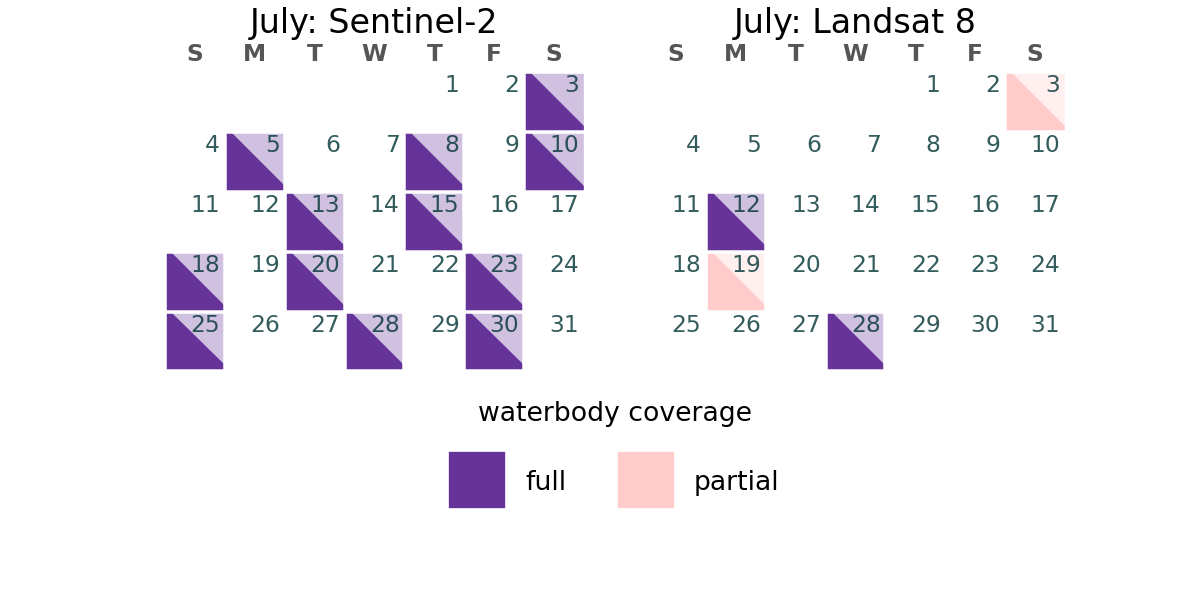 July: Sentinel-2
S M T W T F S
1 2 3
4 5 6 7 8 9 10
11 12 13 14 15 16 17
18 19 20 21 22 23 24
25 26 27 28 29 30 31
July: Landsat 8
S M T W T F S
1 2 3
4 5 6 7 8 9 10
11 12 13 14 15 16 17
18 19 20 21 22 23 24
25 26 27 28 29 30 31
waterbody coverage
full partial